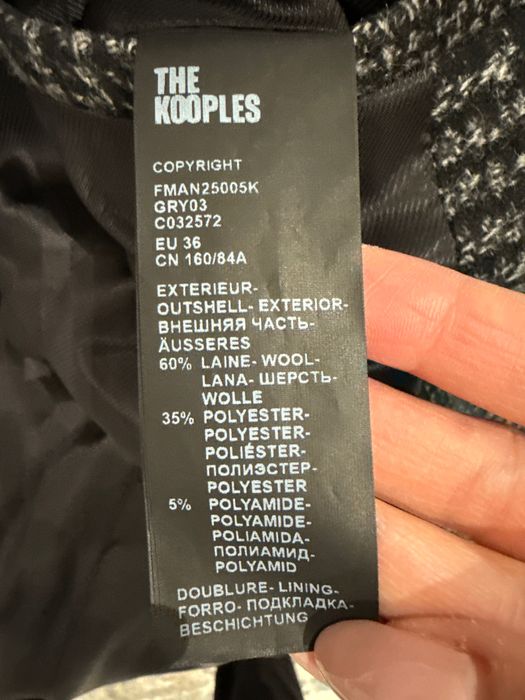 THE
KOOPLES
COPYRIGHT
FMAN25005K
GRY03
C032572
EU 36
CN 160/84A
EXTERIEUR-
OUTSHELL- EXTERIOR-
ВНЕШНЯЯ ЧАСТЬ-
ÄUSSERES
60% LAINE- WOOL-
LANA- ШЕРСТЬ-
WOLLE
35% POLYESTER-
POLYESTER-
POLIÉSTER-
ПОЛИЭСТЕР-
POLYESTER
5% POLYAMIDE-
POLYAMIDE-
POLIAMIDA-
ПОЛИАМИД-
POLYAMID
DOUBLURE- LINING-
FORRO- ПОДКЛАДКА-
BESCHICHTUNG